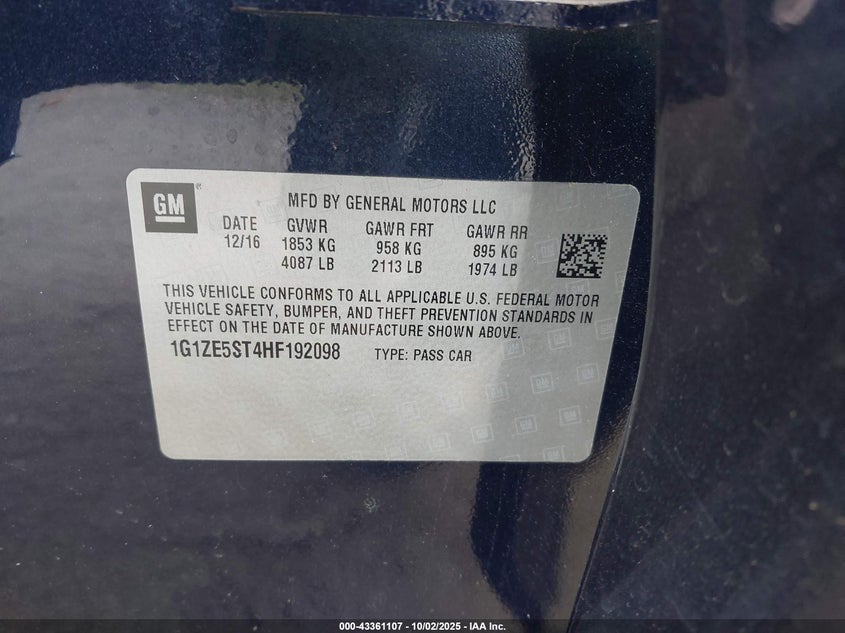 GM
MFD BY GENERAL MOTORS LLC
DATE GVWR GAWR FRT GAWR RR
12/16 1853 KG 958 KG 895 KG
4087 LB 2113 LB 1974 LB
THIS VEHICLE CONFORMS TO ALL APPLICABLE U.S. FEDERAL MOTOR
VEHICLE SAFETY, BUMPER, AND THEFT PREVENTION STANDARDS IN
EFFECT ON THE DATE OF MANUFACTURE SHOWN ABOVE.
1G1ZE5ST4HF192098 TYPE: PASS CAR
000-43361107 - 10/02/2025 - IAA Inc.